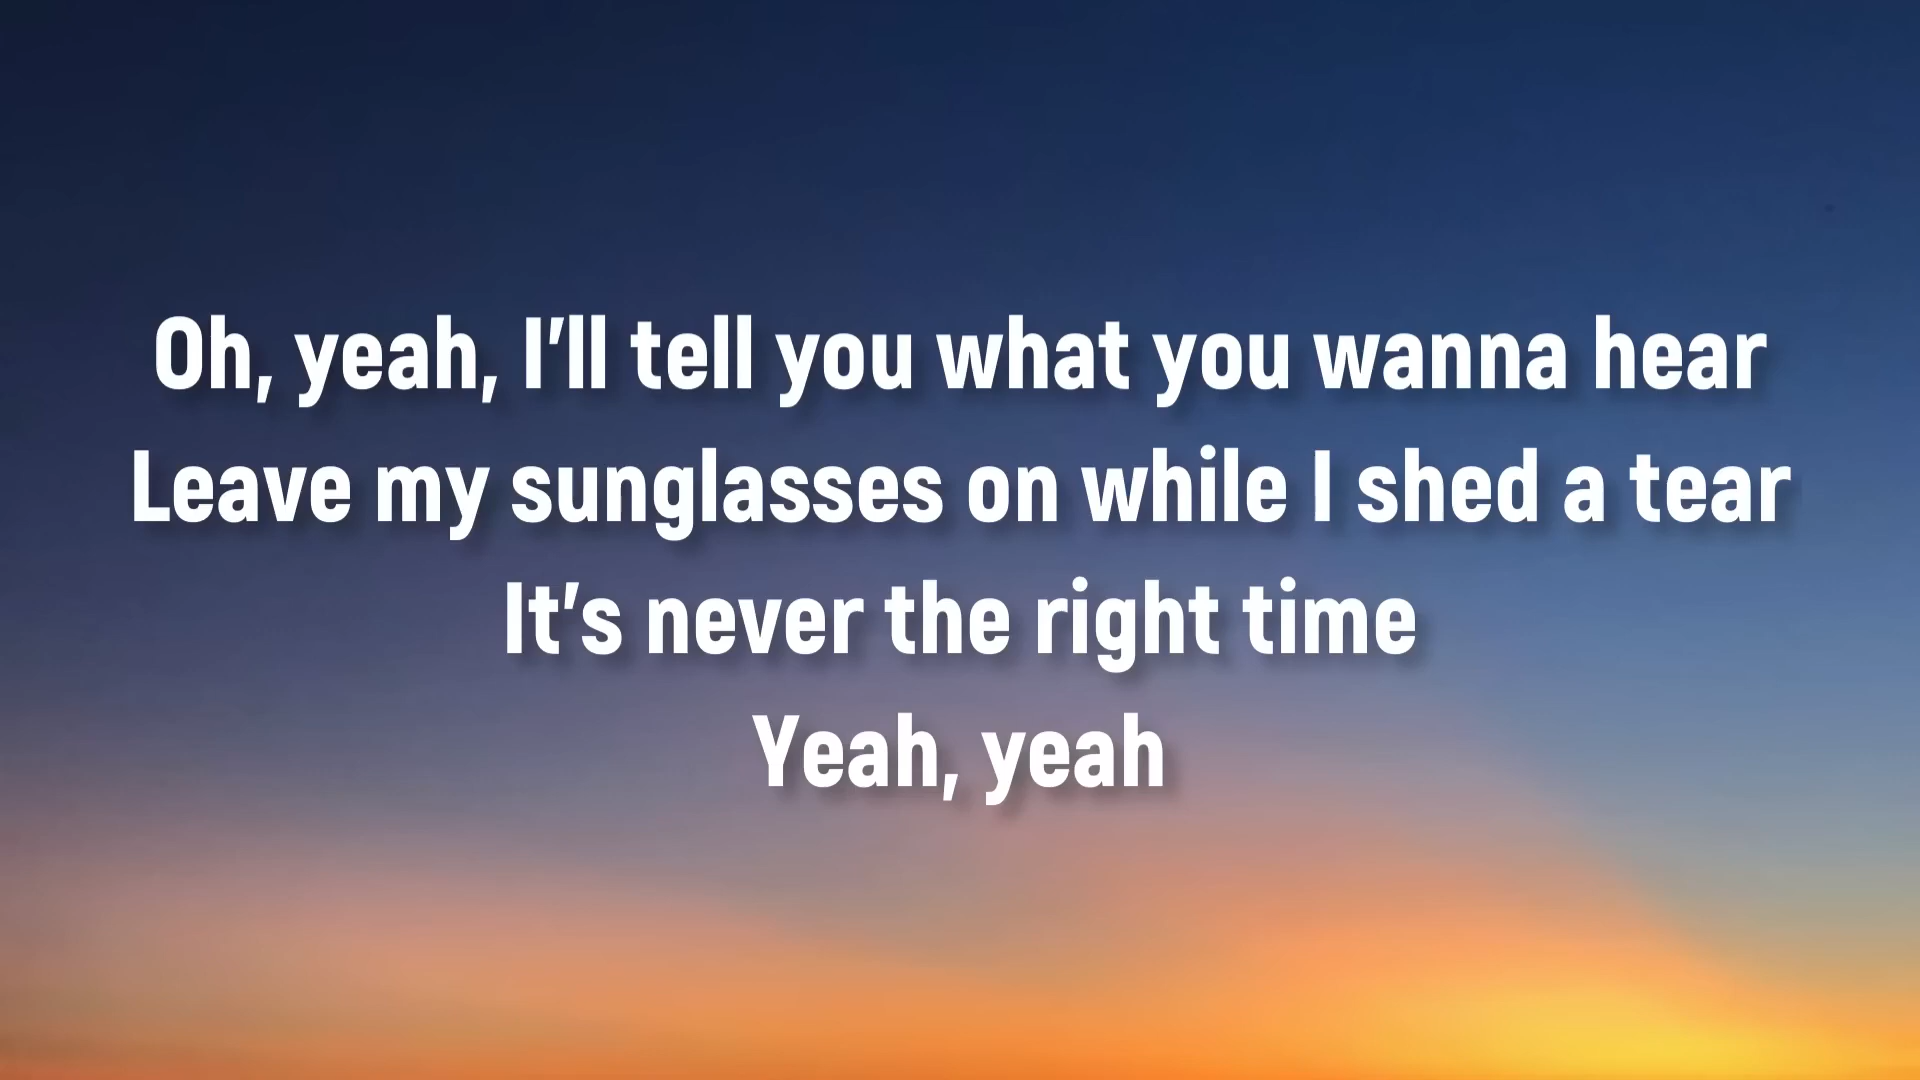 Oh, yeah, I'll tell you what you wanna hear
Leave my sunglasses on while I shed a tear
It's never the right time
Yeah, yeah